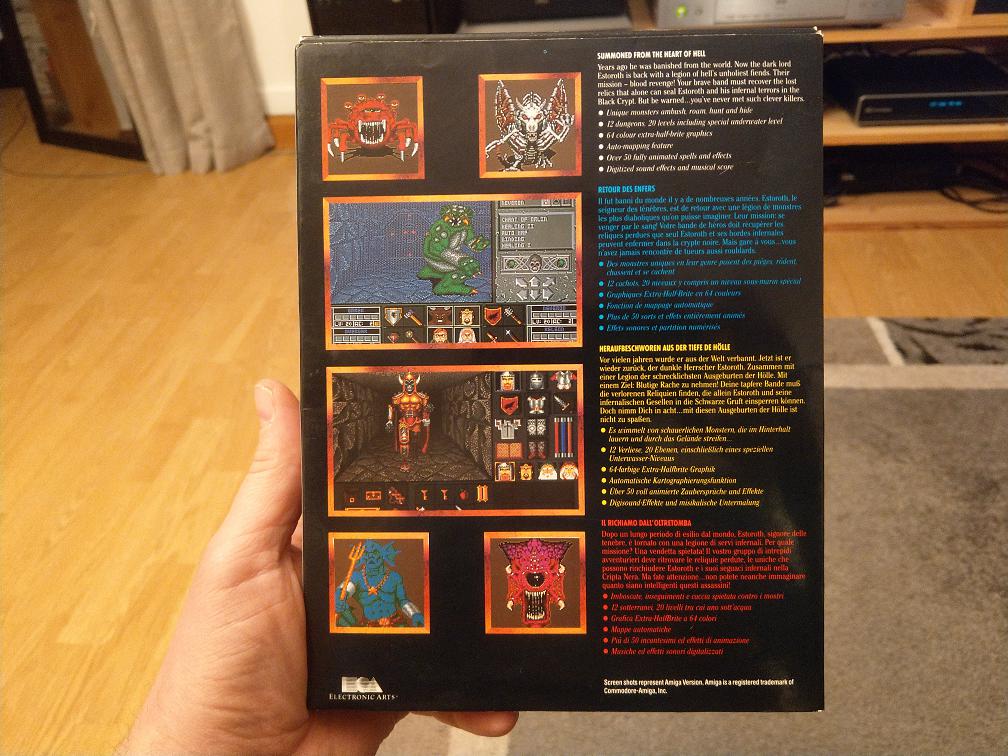 SUMMONED FROM THE HEART OF HELL
Years ago he was banished from the world. Now the dark lord
Estoroth is back with a legion of hell's unholiest fiends. Their
mission – blood revenge! Your brave band must recover the lost
relics that alone can seal Estoroth and his infernal terrors in the
Black Crypt. But be warned...you've never met such clever killers.
• Unique monsters ambush, roam, hunt and hide
• 12 dungeons, 20 levels including special underwater level
• 64 colour extra-half-brite graphics
• Auto-mapping feature
• Over 50 fully animated spells and effects
• Digitized sound effects and musical score
RETOUR DES ENFERS
Il fut banni du monde il y a de nombreuses années. Estoroth, le
seigneur des ténèbres, est de retour avec une légion de monstres
les plus diaboliques qu'on puisse imaginer. Leur mission: se
venger par le sang! Votre bande de héros doit récupérer les
reliques perdues que seul Estoroth et ses hordes infernales
peuvent enfermer dans la crypte noire. Mais gare à vous...vous
n'avez jamais rencontré de tueurs aussi roublards.
• Des monstres uniques en leur genre posent des pièges, rôdent,
chassent et se cachent
• 12 cachots, 20 niveaux y compris un niveau sous-marin spécial
• Graphiques Extra-Half-Brite en 64 couleurs
• Fonction de mappage automatique
• Plus de 50 sorts et effets entièrement animés
• Effets sonores et partition numérisés
HERAUFBESCHWOREN AUS DER TIEFE DE HÖLLE
Vor vielen jahren wurde er aus der Welt verbannt. Jetzt ist er
wieder zurück, der dunkle Herrscher Estoroth. Zusammen mit
einer Legion der schrecklichsten Ausgeburten der Hölle. Mit
einem Ziel: Blutige Rache zu nehmen! Deine tapfere Bande muß
die verlorenen Reliquien finden, die allein Estoroth und seine
infernalischen Gesellen in die Schwarze Gruft einsperren können.
Doch nimm Dich in acht...mit diesen Ausgeburten der Hölle ist
nicht zu spaßen.
• Es wimmelt von schauerlichen Monstern, die im Hinterhalt
lauern und durch das Gelände streifen...
• 12 Verliese, 20 Ebenen, einschließlich eines speziellen
Unterwasser-Niveaus
• 64-farbige Extra-Halfbrite Graphik
• Automatische Kartographierungsfunktion
• Über 50 voll animierte Zaubersprüche und Effekte
• Digisound-Effekte und misikalische Untermalung
IL RICHIAMO DALL'OLTRETOMBA
Dopo un lungo periodo di esilio dal mondo, Estoroth, signore delle
tenebre, è tornato con una legione di servi infernali. Per quale
missione? Una vendetta spietata! Il vostro gruppo di intrepidi
avventurieri deve ritrovare le reliquie perdute, le uniche che
possono rinchiudere Estoroth e i suoi seguaci infernali nella
Cripta Nera. Ma fate attenzione...non potete neanche immaginare
quanto siano intelligenti questi assassini!
• Imboscate, inseguimenti e caccia spietata contro i mostri
• 12 sotterranei, 20 livelli tra cui uno sott'acqua
• Grafica Extra-HalfBrite a 64 colori
• Mappe automatiche
• Più di 50 incantesimi ed effetti di animazione
• Musiche ed effetti sonori digitalizzati
Screen shots represent Amiga Version. Amiga is a registered trademark of
Commodore-Amiga, Inc.
HEALING II
AUTO MAP
HEALING I
ELECTRONIC ARTS